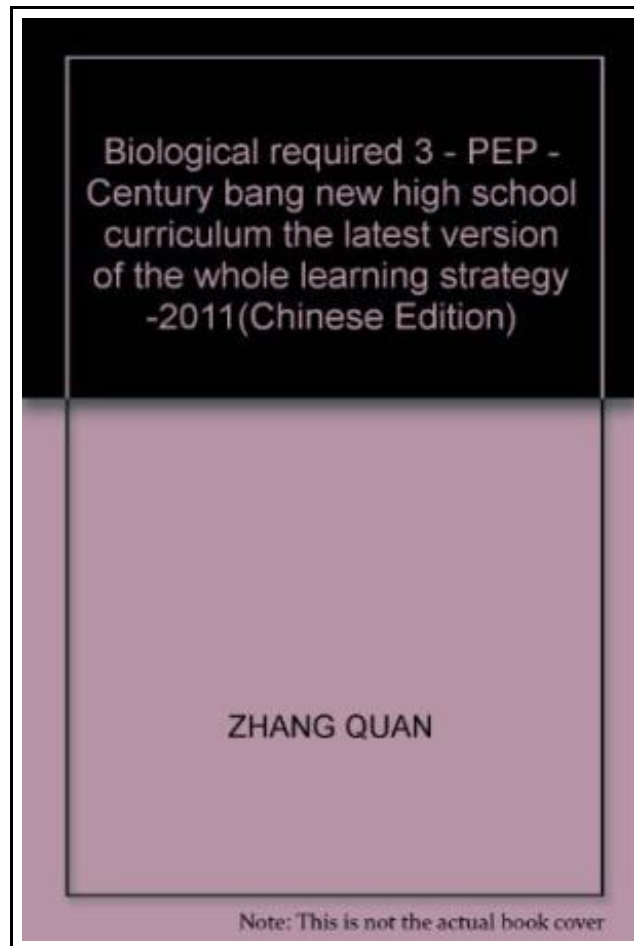 Biological required 3 - PEP -
Century bang new high school
curriculum the latest version
of the whole learning strategy
-2011(Chinese Edition)
ZHANG QUAN
Note: This is not the actual book cover